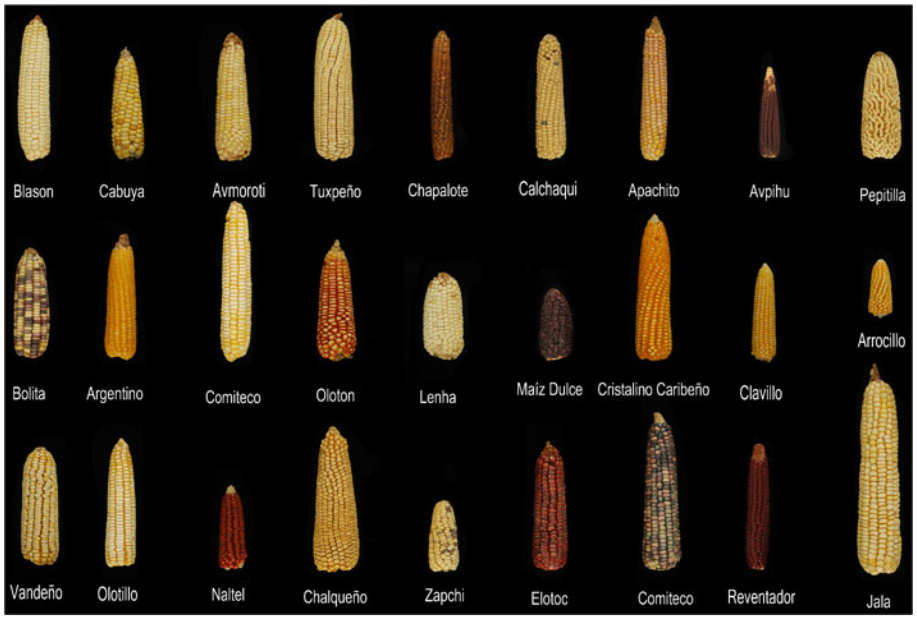 Blason
Cabuya
Avmoroti
Tuxpeño
Chapalote
Calchaqui
Apachito
Avpihu
Pepitilla
Bolita
Argentino
Comiteco
Oloton
Lenha
Maíz Dulce
Cristalino Caribeño
Clavillo
Arrocillo
Vandeño
Olotillo
Naltel
Chalqueño
Zapchi
Elotoc
Comiteco
Reventador
Jala